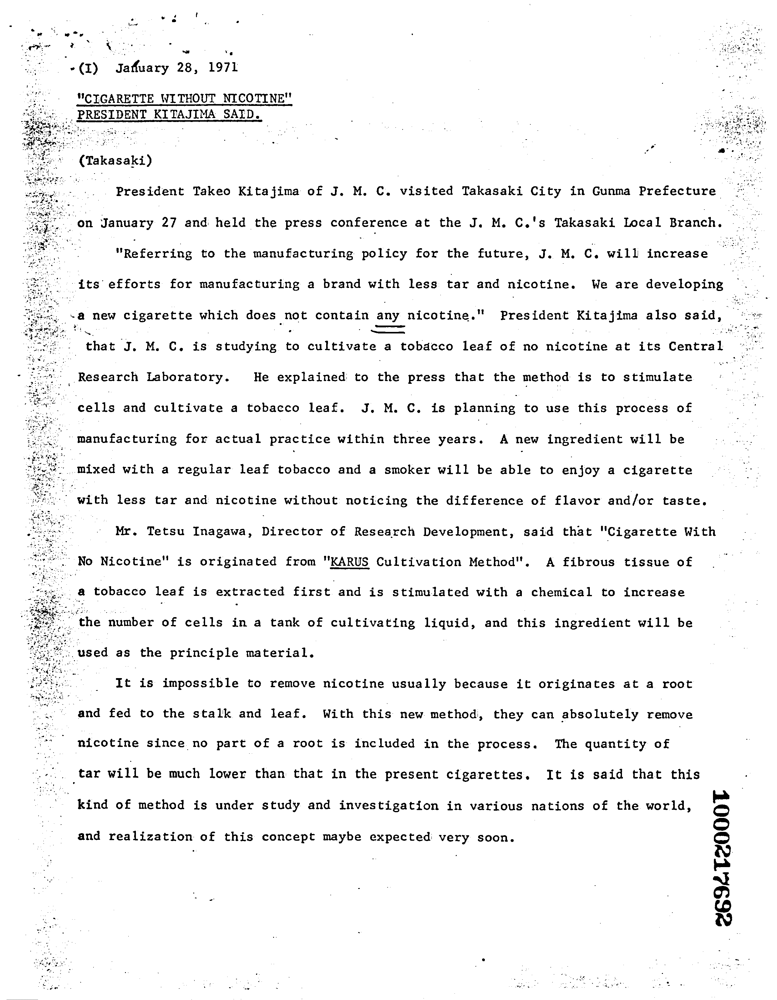 (I) January 28, 1971
"CIGARETTE WITHOUT NICOTINE"
PRESIDENT KITAJIMA SAID.
(Takasaki)
President Takeo Kitajima of J. M. C. visited Takasaki City in Gunma Prefecture
on January 27 and held the press conference at the J. M. C.'s Takasaki Local Branch.
"Referring to the manufacturing policy for the future, J. M. C. will increase
its efforts for manufacturing a brand with less tar and nicotine. We are developing
a new cigarette which does not contain any nicotine." President Kitajima also said,
that J. M. C. is studying to cultivate a tobacco leaf of no nicotine at its Central
Research Laboratory. He explained to the press that the method is to stimulate
cells and cultivate a tobacco leaf. J. M. C. is planning to use this process of
manufacturing for actual practice within three years. A new ingredient will be
mixed with a regular leaf tobacco and a smoker will be able to enjoy a cigarette
with less tar and nicotine without noticing the difference of flavor and/or taste.
Mr. Tetsu Inagawa, Director of Research Development, said that "Cigarette With
No Nicotine" is originated from "KARUS Cultivation Method". A fibrous tissue of
a tobacco leaf is extracted first and is stimulated with a chemical to increase
the number of cells in a tank of cultivating liquid, and this ingredient will be
used as the principle material.
It is impossible to remove nicotine usually because it originates at a root
and fed to the stalk and leaf. With this new method, they can absolutely remove
nicotine since no part of a root is included in the process. The quantity of
tar will be much lower than that in the present cigarettes. It is said that this
kind of method is under study and investigation in various nations of the world,
and realization of this concept maybe expected very soon.
1000217692